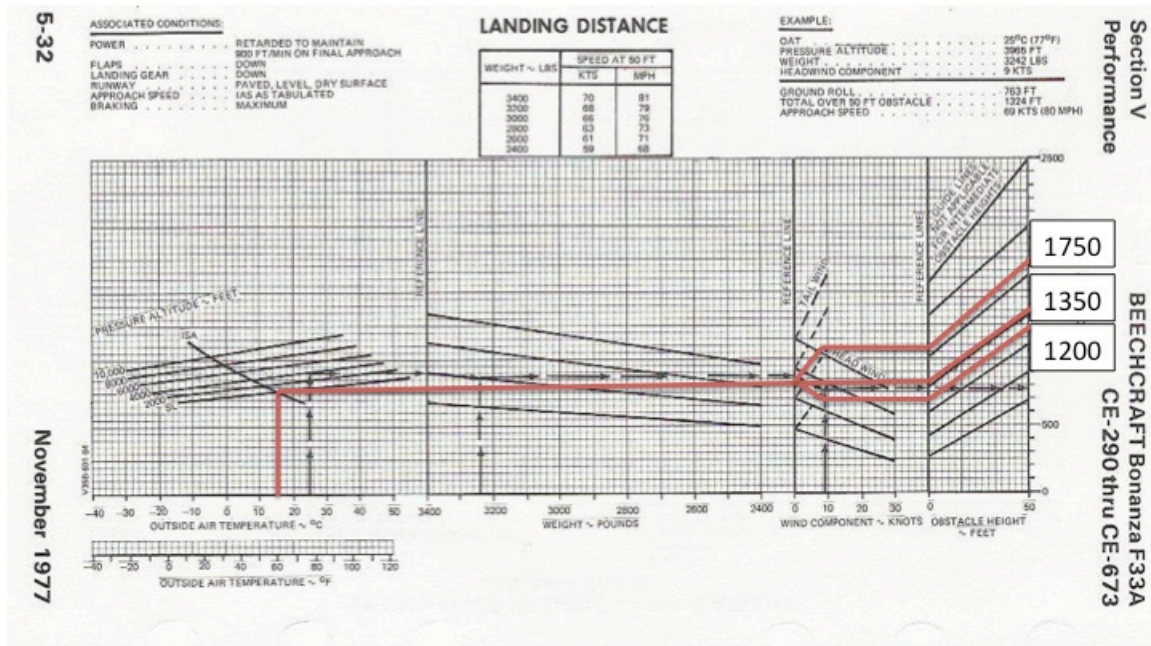 5-32
Section V
Performance
BEECHCRAFT Bonanza F33A
CE-290 thru CE-673
November 1977
ASSOCIATED CONDITIONS:
POWER . . . . . . . . . . . RETARDED TO MAINTAIN
900 FT/MIN ON FINAL APPROACH
FLAPS . . . . . . . . . . . DOWN
LANDING GEAR . . . . . DOWN
RUNWAY . . . . . . . . . PAVED, LEVEL, DRY SURFACE
APPROACH SPEED . . . . IAS AS TABULATED
BRAKING . . . . . . . . . MAXIMUM
LANDING DISTANCE
WEIGHT ~ LBS SPEED AT 50 FT
KTS MPH
3400 70 81
3200 68 79
3000 66 76
2800 63 73
2600 61 71
2400 59 68
EXAMPLE:
OAT . . . . . . . . . . . 25°C (77°F)
PRESSURE ALTITUDE . . . . . 3965 FT
WEIGHT . . . . . . . . . . 3242 LBS
HEADWIND COMPONENT . . . . 9 KTS
GROUND ROLL . . . . . . . . 763 FT
TOTAL OVER 50 FT OBSTACLE . . . . 1324 FT
APPROACH SPEED . . . . . . . 69 KTS (80 MPH)
REFERENCE LINE
REFERENCE LINE
REFERENCE LINE
GUIDE LINES
NOT APPLICABLE
FOR INTERMEDIATE
OBSTACLE HEIGHTS
TAIL WIND
HEAD WIND
PRESSURE ALTITUDE ~ FEET
ISA
10,000
8000
6000
4000
2000
SL
2500
1750
1350
1200
500
0
-40 -30 -20 -10 0 10 20 30 40 50 3400 3200 3000 2800 2600 2400 0 10 20 30 0 50
OUTSIDE AIR TEMPERATURE ~ °C
WEIGHT ~ POUNDS
WIND COMPONENT ~ KNOTS
OBSTACLE HEIGHT
~ FEET
-40 -20 0 20 40 60 80 100 120
OUTSIDE AIR TEMPERATURE ~ °F